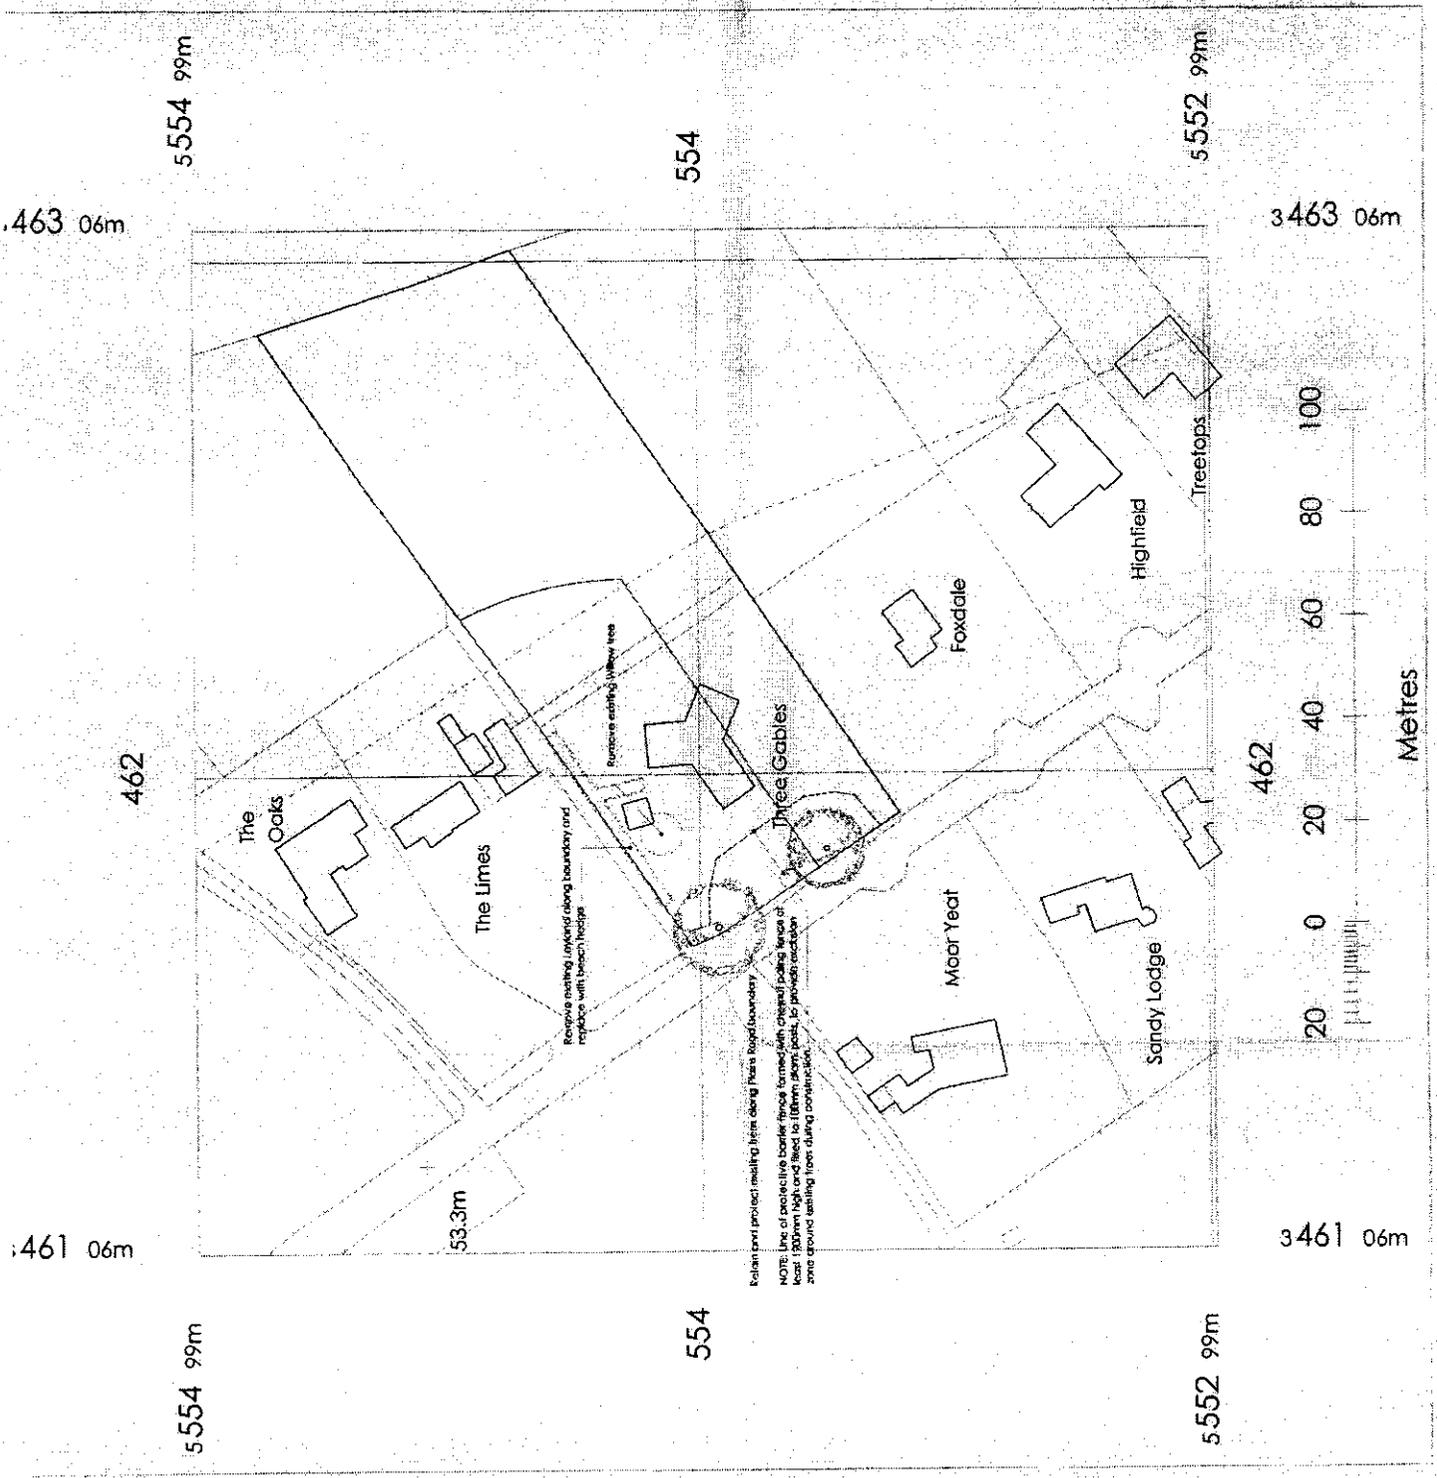 5554 99m
554
5552 99m
463 06m
3463 06m
462
The
Oaks
The Limes
Remove existing Leylandi along boundary and
replace with beech hedge
Remove existing Willow tree
Three Gables
Foxdale
Highfield
Treetops
Moor Yeat
Sandy Lodge
Retain and protect existing trees along Plains Road boundary
NOTE: Line of protective barrier fence formed with chesnut paling fence of
least 1200mm high and fixed to 100mm diam posts, to provide exclusion
zone around existing trees during construction.
53.3m
100
80
60
40
20
0
20
Metres
462
461 06m
3461 06m
5554 99m
554
5552 99m